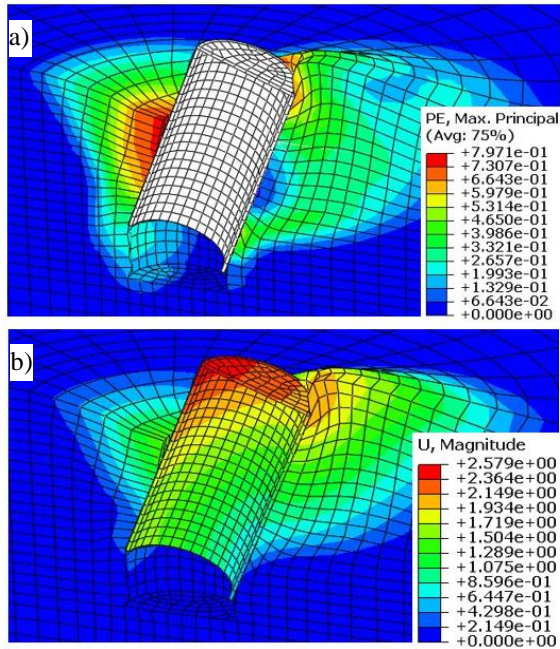 a)
PE, Max. Principal
(Avg: 75%)
+7.971e-01
+7.307e-01
+6.643e-01
+5.979e-01
+5.314e-01
+4.650e-01
+3.986e-01
+3.321e-01
+2.657e-01
+1.993e-01
+1.329e-01
+6.643e-02
+0.000e+00
b)
U, Magnitude
+2.579e+00
+2.364e+00
+2.149e+00
+1.934e+00
+1.719e+00
+1.504e+00
+1.289e+00
+1.075e+00
+8.596e-01
+6.447e-01
+4.298e-01
+2.149e-01
+0.000e+00